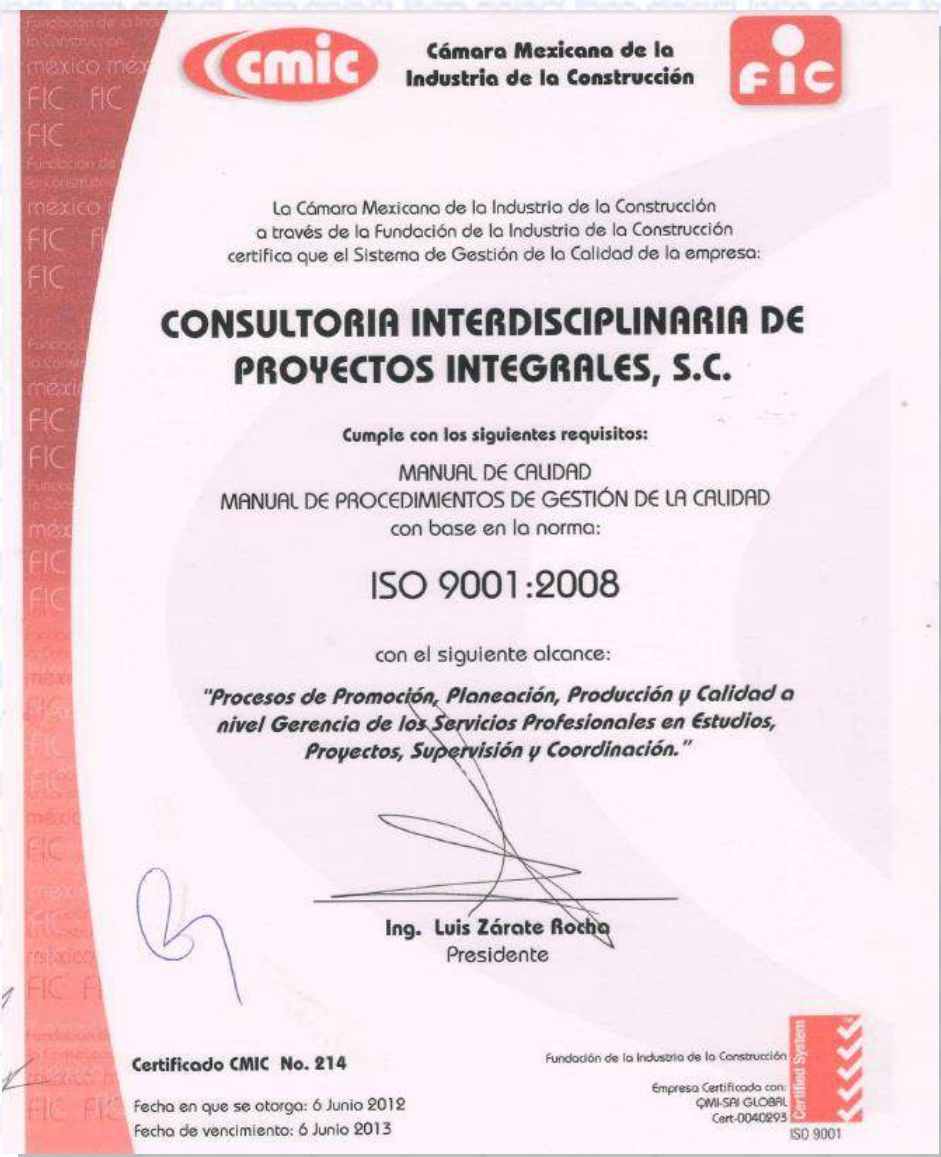 cmic
Cámara Mexicana de la
Industria de la Construcción
FIC
La Cámara Mexicana de la Industria de la Construcción
a través de la Fundación de la Industria de la Construcción
certifica que el Sistema de Gestión de la Calidad de la empresa:
CONSULTORIA INTERDISCIPLINARIA DE
PROYECTOS INTEGRALES, S.C.
Cumple con los siguientes requisitos:
MANUAL DE CALIDAD
MANUAL DE PROCEDIMIENTOS DE GESTIÓN DE LA CALIDAD
con base en la norma:
ISO 9001:2008
con el siguiente alcance:
"Procesos de Promoción, Planeación, Producción y Calidad a
nivel Gerencia de los Servicios Profesionales en Estudios,
Proyectos, Supervisión y Coordinación."
Ing. Luis Zárate Rocha
Presidente
Certificado CMIC No. 214
Fecha en que se otorga: 6 Junio 2012
Fecha de vencimiento: 6 Junio 2013
Fundación de la Industria de la Construcción
Empresa Certificada con:
QMI-SAI GLOBAL
Cert-0040293
Certified System
ISO 9001